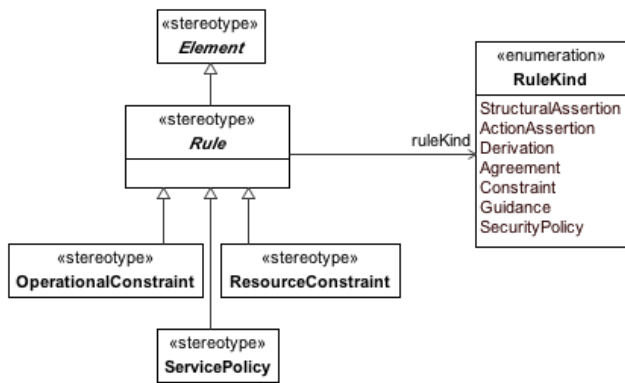 «stereotype»
Element
«enumeration»
RuleKind
StructuralAssertion
ActionAssertion
Derivation
Agreement
Constraint
Guidance
SecurityPolicy
«stereotype»
Rule
ruleKind
«stereotype»
OperationalConstraint
«stereotype»
ResourceConstraint
«stereotype»
ServicePolicy